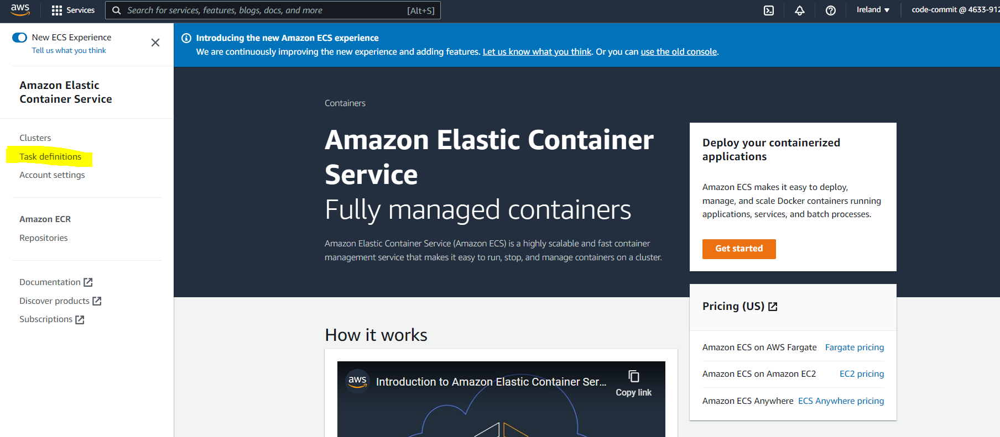 aws
Services
Search for services, features, blogs, docs, and more
[Alt+S]
Ireland
code-commit @ 4633-912
New ECS Experience
Tell us what you think
Introducing the new Amazon ECS experience
We are continuously improving the new experience and adding features. Let us know what you think. Or you can use the old console.
Amazon Elastic
Container Service
Clusters
Task definitions
Account settings
Amazon ECR
Repositories
Documentation
Discover products
Subscriptions
Containers
Amazon Elastic Container
Service
Fully managed containers
Amazon Elastic Container Service (Amazon ECS) is a highly scalable and fast container
management service that makes it easy to run, stop, and manage containers on a cluster.
Deploy your containerized
applications
Amazon ECS makes it easy to deploy,
manage, and scale Docker containers running
applications, services, and batch processes.
Get started
Pricing (US)
Amazon ECS on AWS Fargate
Fargate pricing
Amazon ECS on Amazon EC2
EC2 pricing
Amazon ECS Anywhere
ECS Anywhere pricing
How it works
aws
Introduction to Amazon Elastic Container Ser...
Copy link